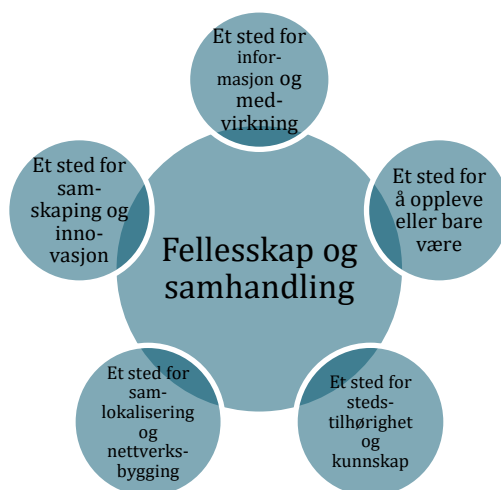 Et sted for
infor-
masjon og
med-
virkning
Et sted for
å oppleve
eller bare
være
Et sted for
steds-
tilhørighet
og
kunnskap
Et sted for
sam-
lokalisering
og
nettverks-
bygging
Et sted for
sam-
skaping og
inno-
vasjon
Fellesskap og
samhandling